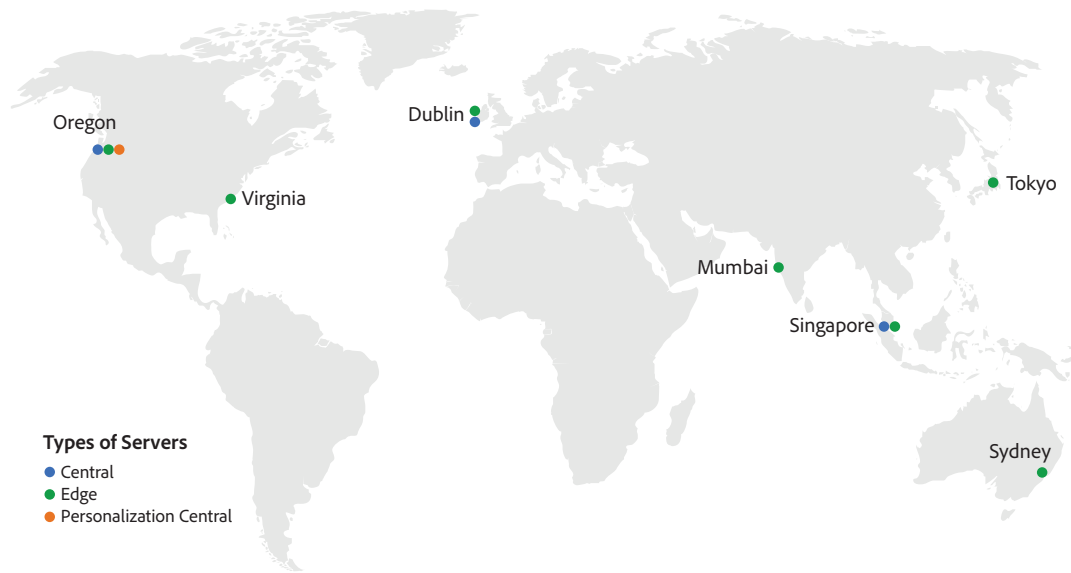 Oregon
Dublin
Virginia
Tokyo
Mumbai
Singapore
Sydney
Types of Servers
Central
Edge
Personalization Central